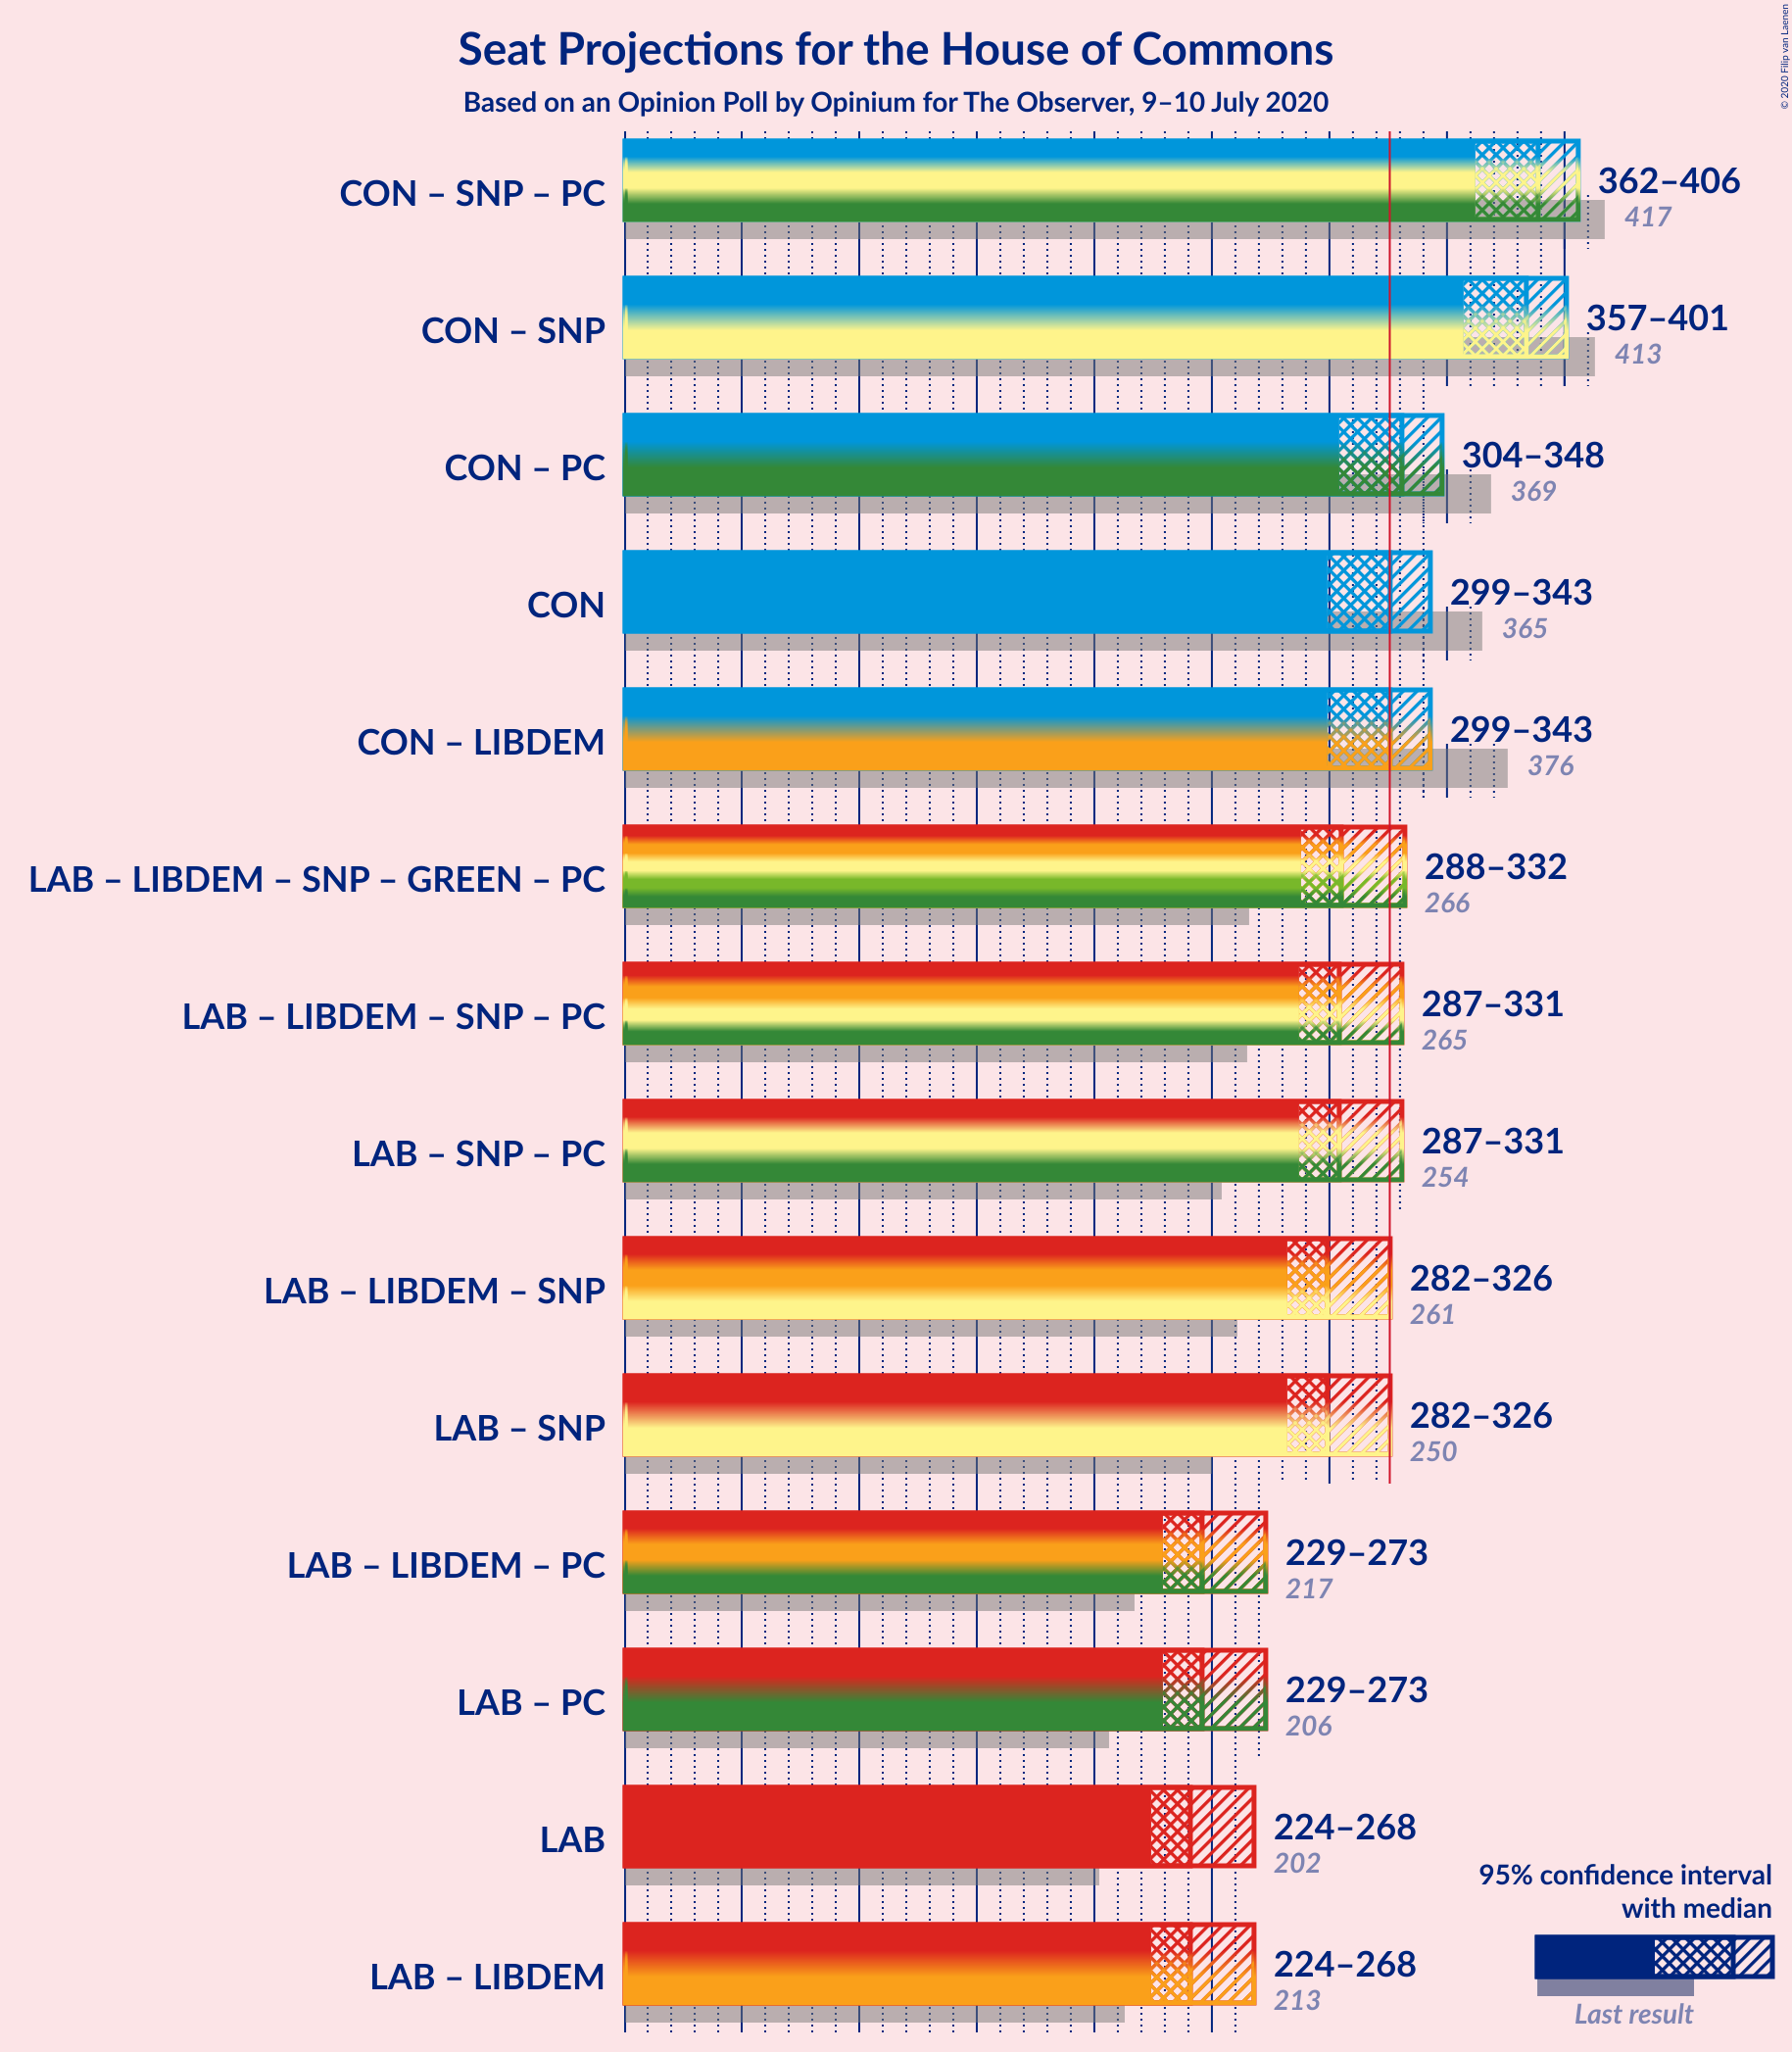 Seat Projections for the House of Commons
Based on an Opinion Poll by Opinium for The Observer, 9–10 July 2020
© 2020 Filip van Laenen
CON – SNP – PC
362–406
417
CON – SNP
357–401
413
CON – PC
304–348
369
CON
299–343
365
CON – LIBDEM
299–343
376
LAB – LIBDEM – SNP – GREEN – PC
288–332
266
LAB – LIBDEM – SNP – PC
287–331
265
LAB – SNP – PC
287–331
254
LAB – LIBDEM – SNP
282–326
261
LAB – SNP
282–326
250
LAB – LIBDEM – PC
229–273
217
LAB – PC
229–273
206
LAB
224–268
202
LAB – LIBDEM
224–268
213
95% confidence interval
with median
Last result